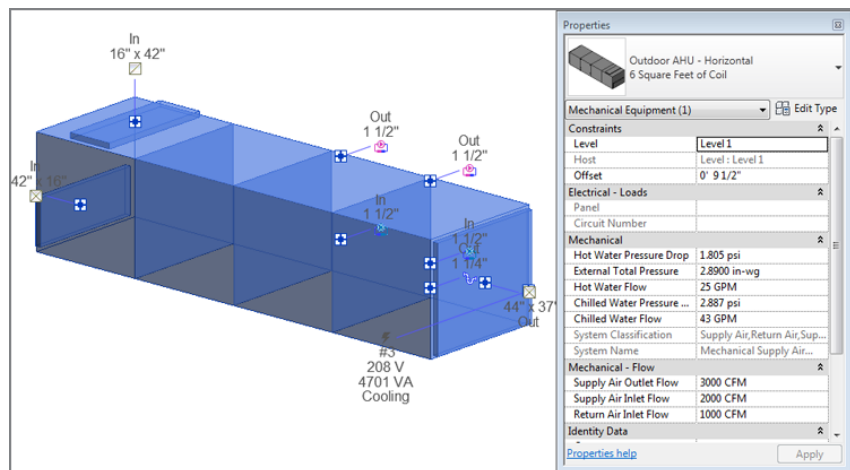 In
16" x 42"
Out
1 1/2"
Out
1 1/2"
In
42" x 16"
In
1 1/2"
In
1 1/2"
Out
1 1/4"
44" x 37"
Out
#3
208 V
4701 VA
Cooling
Properties
Outdoor AHU - Horizontal
6 Square Feet of Coil
Mechanical Equipment (1)
Edit Type
Constraints
Level Level 1
Host Level : Level 1
Offset 0' 9 1/2"
Electrical - Loads
Panel
Circuit Number
Mechanical
Hot Water Pressure Drop 1.805 psi
External Total Pressure 2.8900 in-wg
Hot Water Flow 25 GPM
Chilled Water Pressure ... 2.887 psi
Chilled Water Flow 43 GPM
System Classification Supply Air,Return Air,Sup...
System Name Mechanical Supply Air...
Mechanical - Flow
Supply Air Outlet Flow 3000 CFM
Supply Air Inlet Flow 2000 CFM
Return Air Inlet Flow 1000 CFM
Identity Data
Properties help
Apply